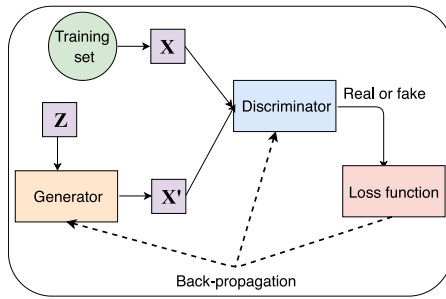 Training
set
X
Z
Generator
X'
Discriminator
Real or fake
Loss function
Back-propagation